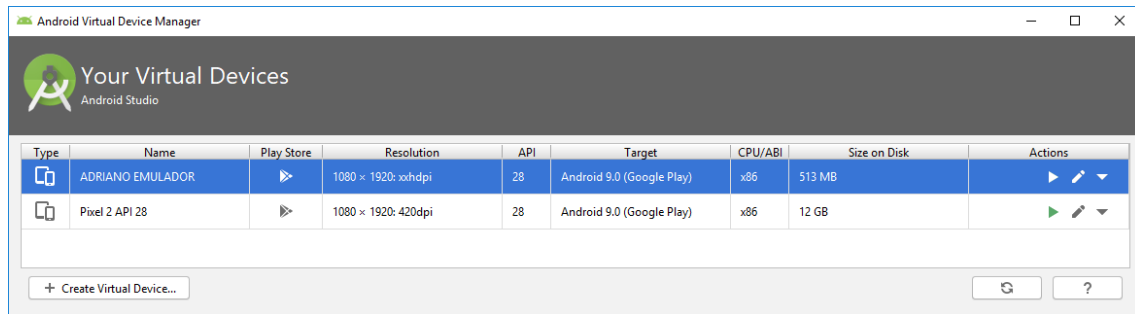 Android Virtual Device Manager
Your Virtual Devices
Android Studio
Type Name Play Store Resolution API Target CPU/ABI Size on Disk Actions
ADRIANO EMULADOR 1080 × 1920: xxhdpi 28 Android 9.0 (Google Play) x86 513 MB
Pixel 2 API 28 1080 × 1920: 420dpi 28 Android 9.0 (Google Play) x86 12 GB
+ Create Virtual Device... ?